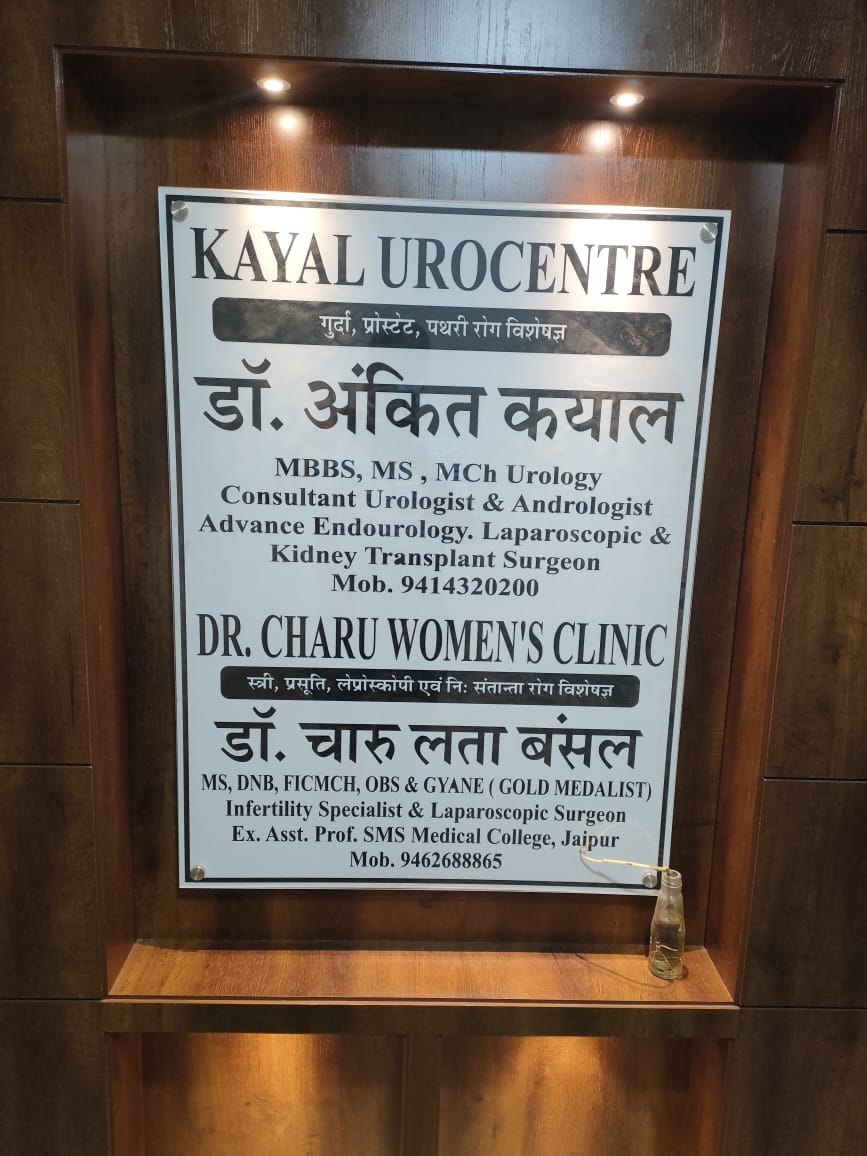 KAYAL UROCENTRE
गुर्दा, प्रोस्टेट, पथरी रोग विशेषज्ञ
डॉ. अंकित कयाल
MBBS, MS , MCh Urology
Consultant Urologist & Andrologist
Advance Endourology. Laparoscopic &
Kidney Transplant Surgeon
Mob. 9414320200
DR. CHARU WOMEN'S CLINIC
स्त्री, प्रसूति, लेप्रोस्कोपी एवं निः संतान्ता रोग विशेषज्ञ
डॉ. चारु लता बंसल
MS, DNB, FICMCH, OBS & GYANE ( GOLD MEDALIST)
Infertility Specialist & Laparoscopic Surgeon
Ex. Asst. Prof. SMS Medical College, Jaipur
Mob. 9462688865